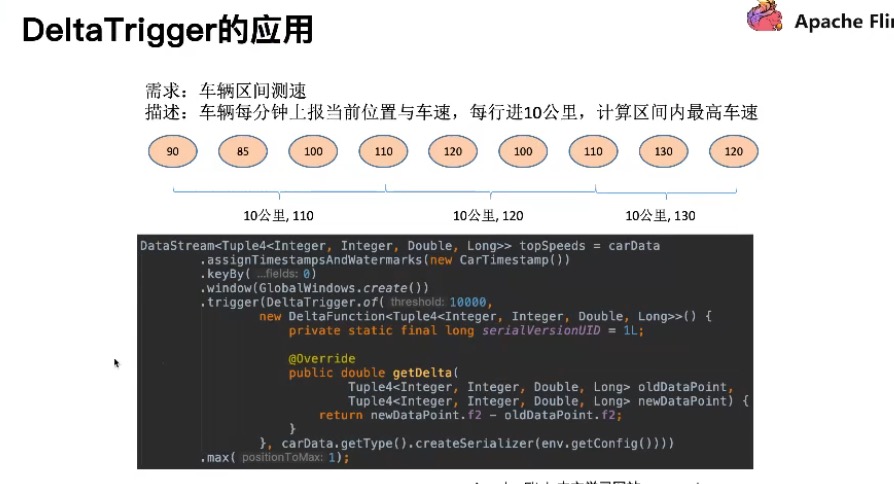 DeltaTrigger的应用
Apache Flin
需求：车辆区间测速
描述：车辆每分钟上报当前位置与车速，每行进10公里，计算区间内最高车速
90 85 100 110 120 100 110 130 120
10公里, 110 10公里, 120 10公里, 130
DataStream<Tuple4<Integer, Integer, Double, Long>> topSpeeds = carData
.assignTimestampsAndWatermarks(new CarTimestamp())
.keyBy( ...fields: 0)
.window(GlobalWindows.create())
.trigger(DeltaTrigger.of( threshold: 10000,
new DeltaFunction<Tuple4<Integer, Integer, Double, Long>>() {
private static final long serialVersionUID = 1L;
@Override
public double getDelta(
Tuple4<Integer, Integer, Double, Long> oldDataPoint,
Tuple4<Integer, Integer, Double, Long> newDataPoint) {
return newDataPoint.f2 - oldDataPoint.f2;
}
}, carData.getType().createSerializer(env.getConfig())))
.max( positionToMax: 1);